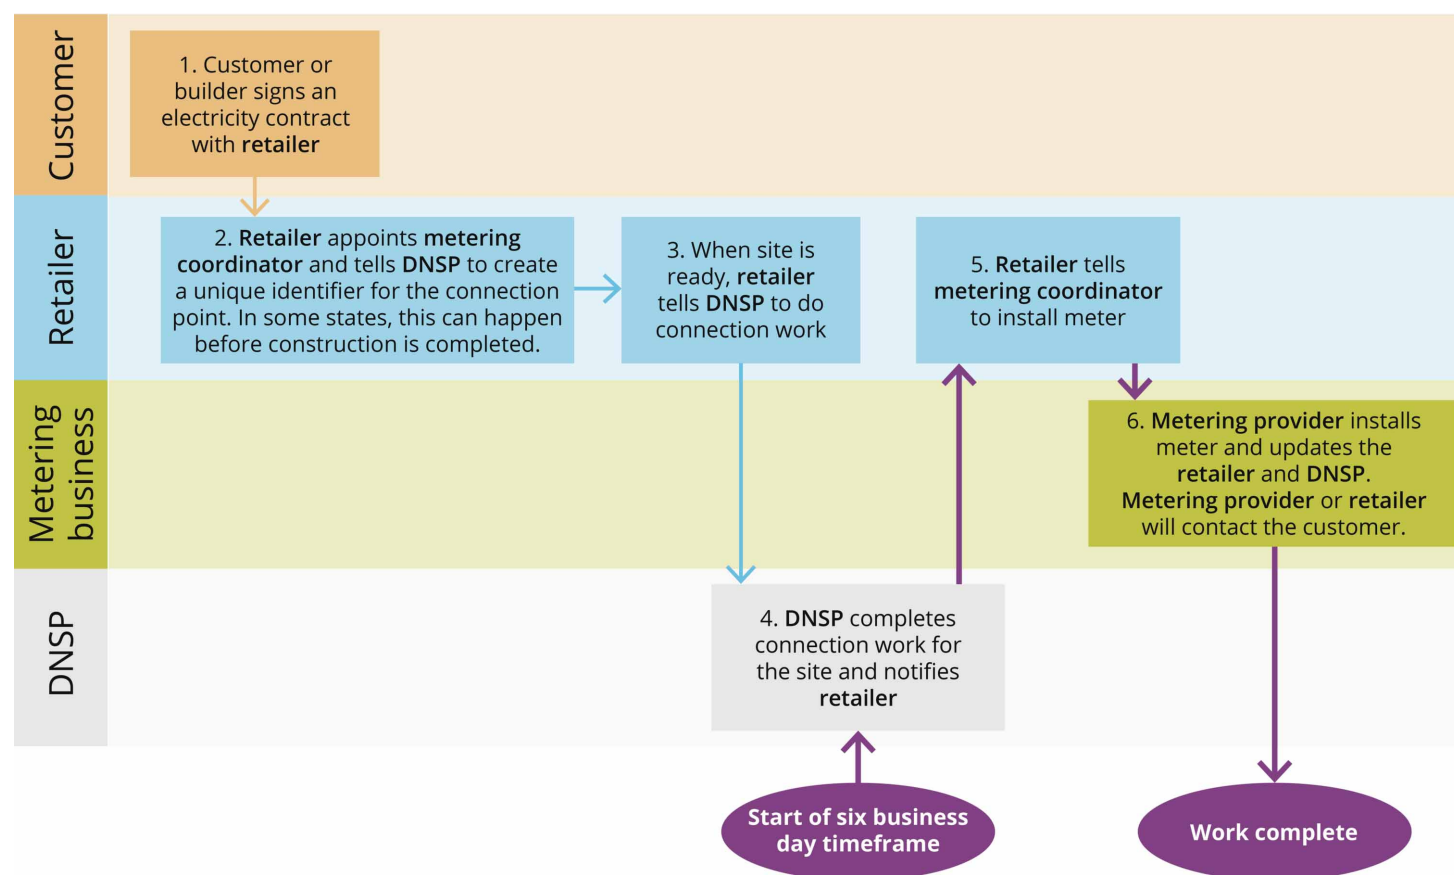 Customer
1. Customer or
builder signs an
electricity contract
with retailer
Retailer
2. Retailer appoints metering
coordinator and tells DNSP to create
a unique identifier for the connection
point. In some states, this can happen
before construction is completed.
3. When site is
ready, retailer
tells DNSP to do
connection work
5. Retailer tells
metering coordinator
to install meter
Metering
business
6. Metering provider installs
meter and updates the
retailer and DNSP.
Metering provider or retailer
will contact the customer.
DNSP
4. DNSP completes
connection work for
the site and notifies
retailer
Start of six business
day timeframe
Work complete